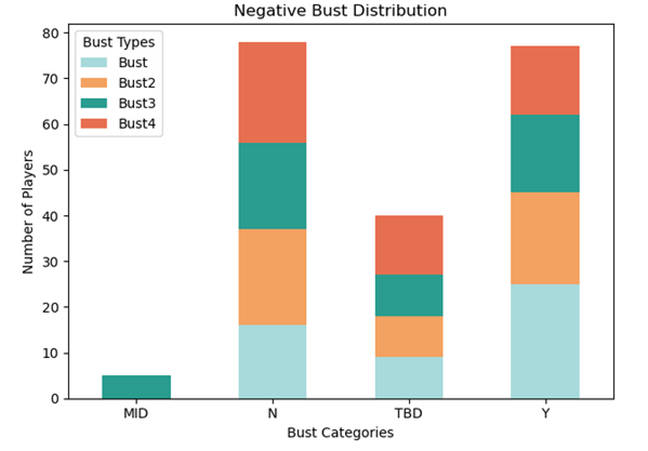 Negative Bust Distribution
Bust Types
Bust
Bust2
Bust3
Bust4
80
70
60
50
40
30
20
10
0
Number of Players
MID N TBD Y
Bust Categories